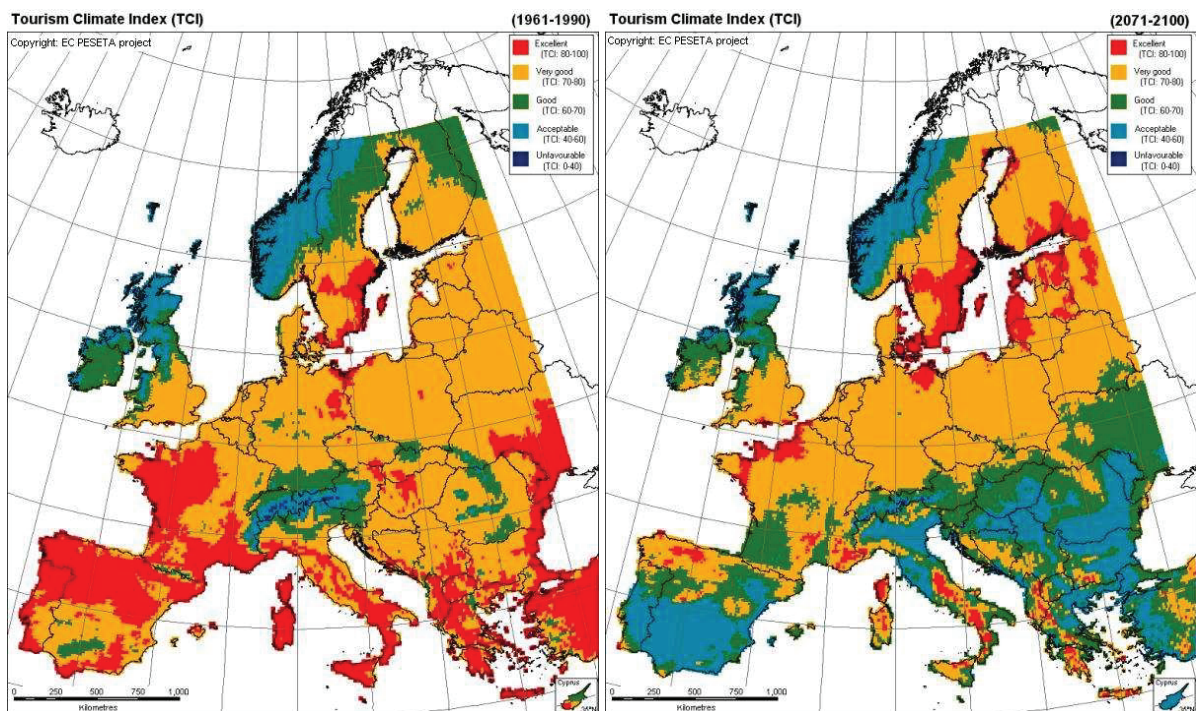 Tourism Climate Index (TCI) (1961-1990)
Copyright: EC PESETA project
Excellent
(TCI: 80-100)
Very good
(TCI: 70-80)
Good
(TCI: 60-70)
Acceptable
(TCI: 40-60)
Unfavourable
(TCI: 0-40)
0 250 500 750 1,000
Kilometres
Cyprus
35°N
Tourism Climate Index (TCI) (2071-2100)
Copyright: EC PESETA project
Excellent
(TCI: 80-100)
Very good
(TCI: 70-80)
Good
(TCI: 60-70)
Acceptable
(TCI: 40-60)
Unfavourable
(TCI: 0-40)
0 250 500 750 1,000
Kilometres
Cyprus
35°N